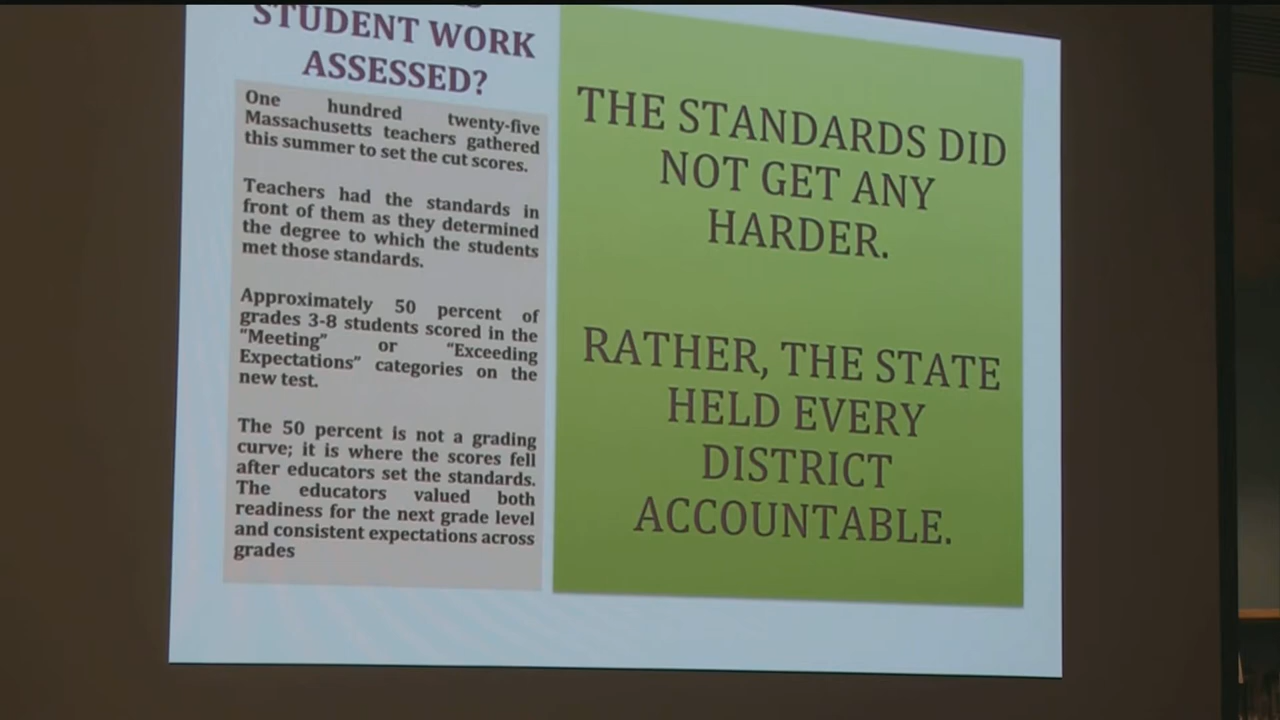 STUDENT WORK
ASSESSED?
One hundred twenty-five
Massachusetts teachers gathered
this summer to set the cut scores.
Teachers had the standards in
front of them as they determined
the degree to which the students
met those standards.
Approximately 50 percent of
grades 3-8 students scored in the
“Meeting” or “Exceeding
Expectations” categories on the
new test.
The 50 percent is not a grading
curve; it is where the scores fell
after educators set the standards.
The educators valued both
readiness for the next grade level
and consistent expectations across
grades
THE STANDARDS DID
NOT GET ANY
HARDER.
RATHER, THE STATE
HELD EVERY
DISTRICT
ACCOUNTABLE.